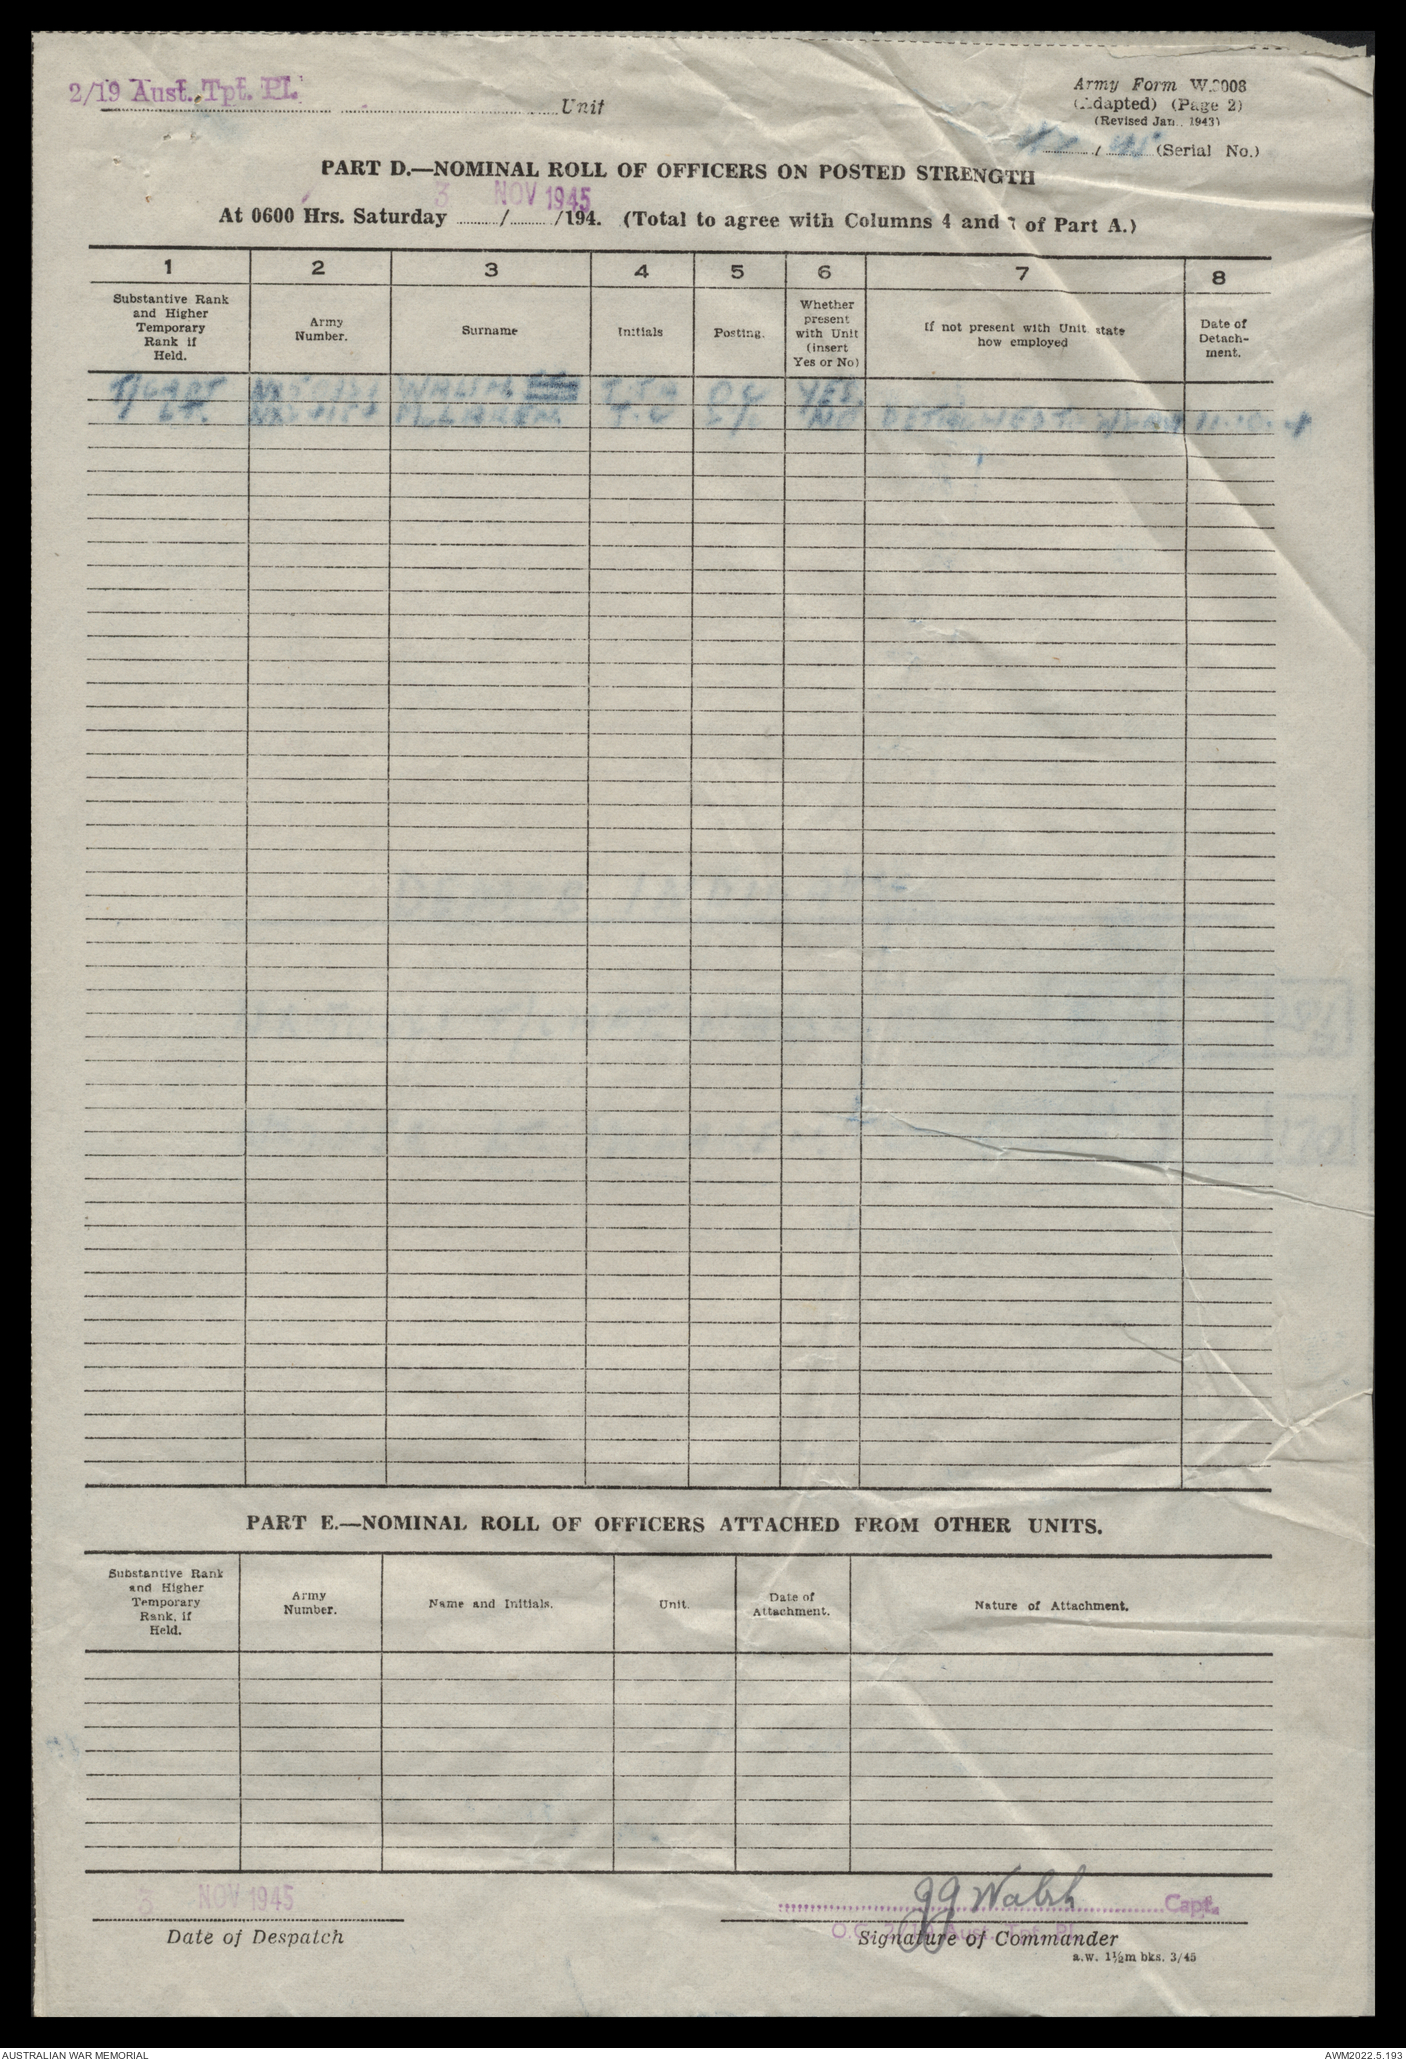 2/19 Aust. Tpt. Pl.
Unit
Army Form W.3008
(Adapted) (Page 2)
(Revised Jan., 1943)
/ (Serial No.)
PART D.—NOMINAL ROLL OF OFFICERS ON POSTED STRENGTH
3 NOV 1945
At 0600 Hrs. Saturday / /194. (Total to agree with Columns 4 and 7 of Part A.)
1 2 3 4 5 6 7 8
Substantive Rank and Higher Temporary Rank if Held.
Army Number.
Surname
Initials
Posting.
Whether present with Unit (insert Yes or No)
If not present with Unit state how employed
Date of Detachment.
T/CAPT YES
LT. NO
PART E.—NOMINAL ROLL OF OFFICERS ATTACHED FROM OTHER UNITS.
Substantive Rank and Higher Temporary Rank, if Held.
Army Number.
Name and Initials.
Unit.
Date of Attachment.
Nature of Attachment.
3 NOV 1945
JJ Walsh Capt.
O.C. 2/19 Aust. Tpt. Pl.
Date of Despatch
Signature of Commander
a.w. 1½m bks. 3/45
AUSTRALIAN WAR MEMORIAL
AWM2022.5.193